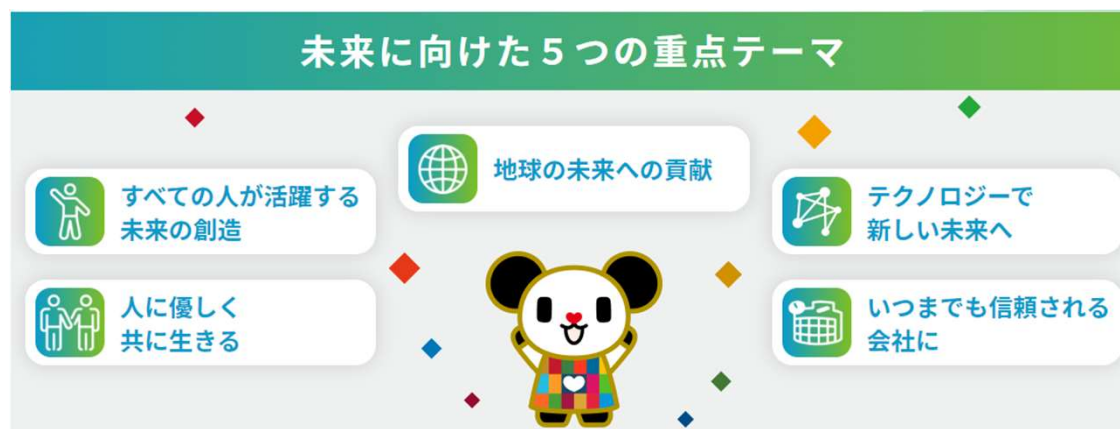 未来に向けた５つの重点テーマ
地球の未来への貢献
すべての人が活躍する
未来の創造
テクノロジーで
新しい未来へ
人に優しく
共に生きる
いつまでも信頼される
会社に